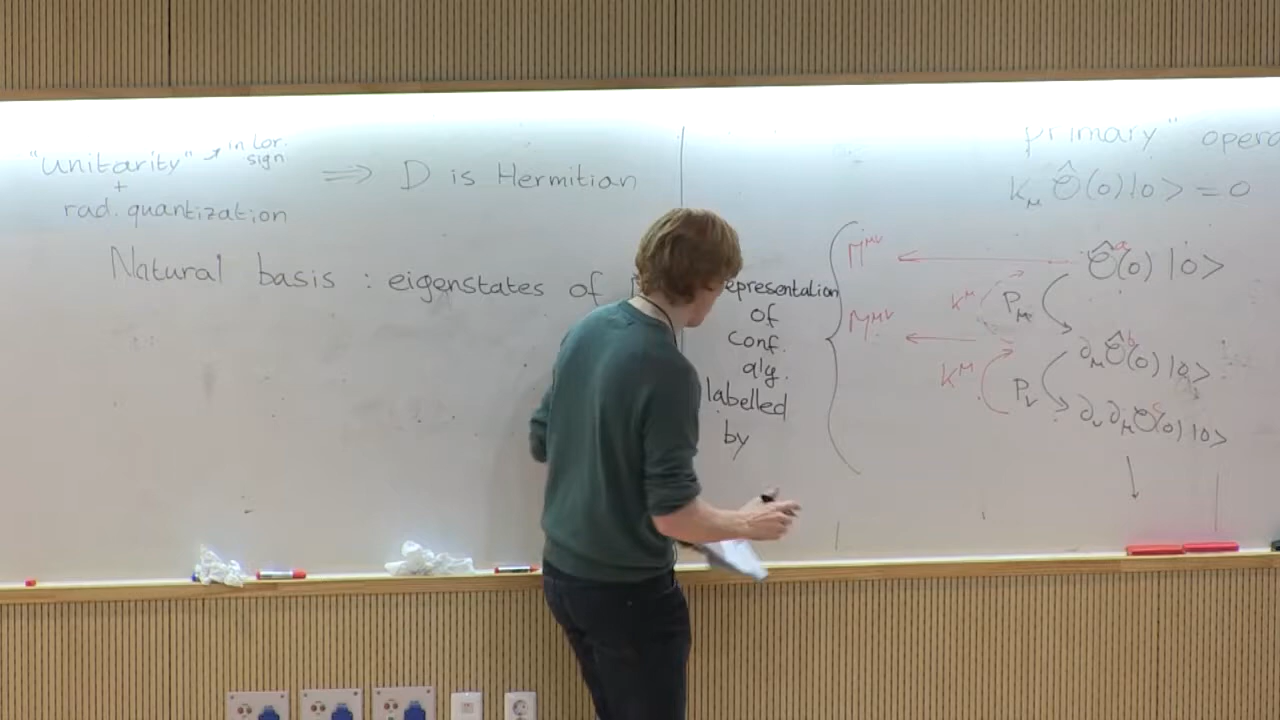 "Unitarity" ↗ in Lor. sign
+
rad. quantization
⟹ D is Hermitian
Natural basis : eigenstates of
epresentation
of
conf.
alg.
labelled
by
primary" opera
K_μ Ô(0)|0> = 0
M^{μν} ← Ô^a(0) |0>
K^μ P_μ
M^{μν} ← ∂_μ Ô^b(0) |0>
K^μ P_ν
∂_ν ∂_μ O^c(0) |0>
↓